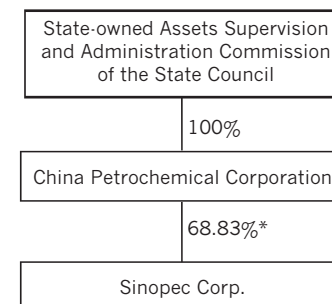 State-owned Assets Supervision
and Administration Commission
of the State Council
100%
China Petrochemical Corporation
68.83%*
Sinopec Corp.